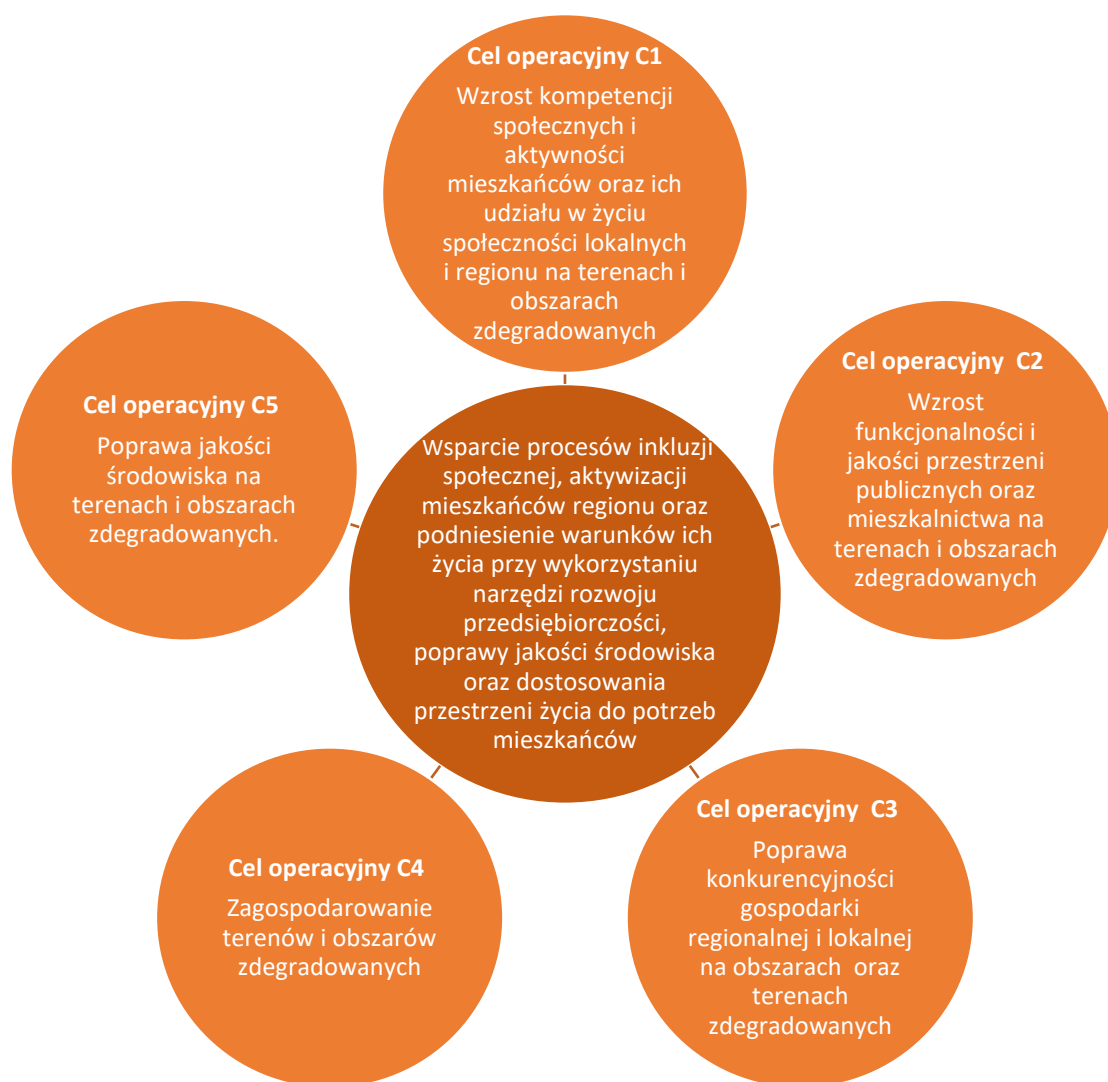 Cel operacyjny C1
Wzrost kompetencji
społecznych i
aktywności
mieszkańców oraz ich
udziału w życiu
społeczności lokalnych
i regionu na terenach i
obszarach
zdegradowanych
Cel operacyjny C2
Wzrost
funkcjonalności i
jakości przestrzeni
publicznych oraz
mieszkalnictwa na
terenach i obszarach
zdegradowanych
Cel operacyjny C3
Poprawa
konkurencyjności
gospodarki
regionalnej i lokalnej
na obszarach oraz
terenach
zdegradowanych
Cel operacyjny C4
Zagospodarowanie
terenów i obszarów
zdegradowanych
Cel operacyjny C5
Poprawa jakości
środowiska na
terenach i obszarach
zdegradowanych.
Wsparcie procesów inkluzji
społecznej, aktywizacji
mieszkańców regionu oraz
podniesienie warunków ich
życia przy wykorzystaniu
narzędzi rozwoju
przedsiębiorczości,
poprawy jakości środowiska
oraz dostosowania
przestrzeni życia do potrzeb
mieszkańców